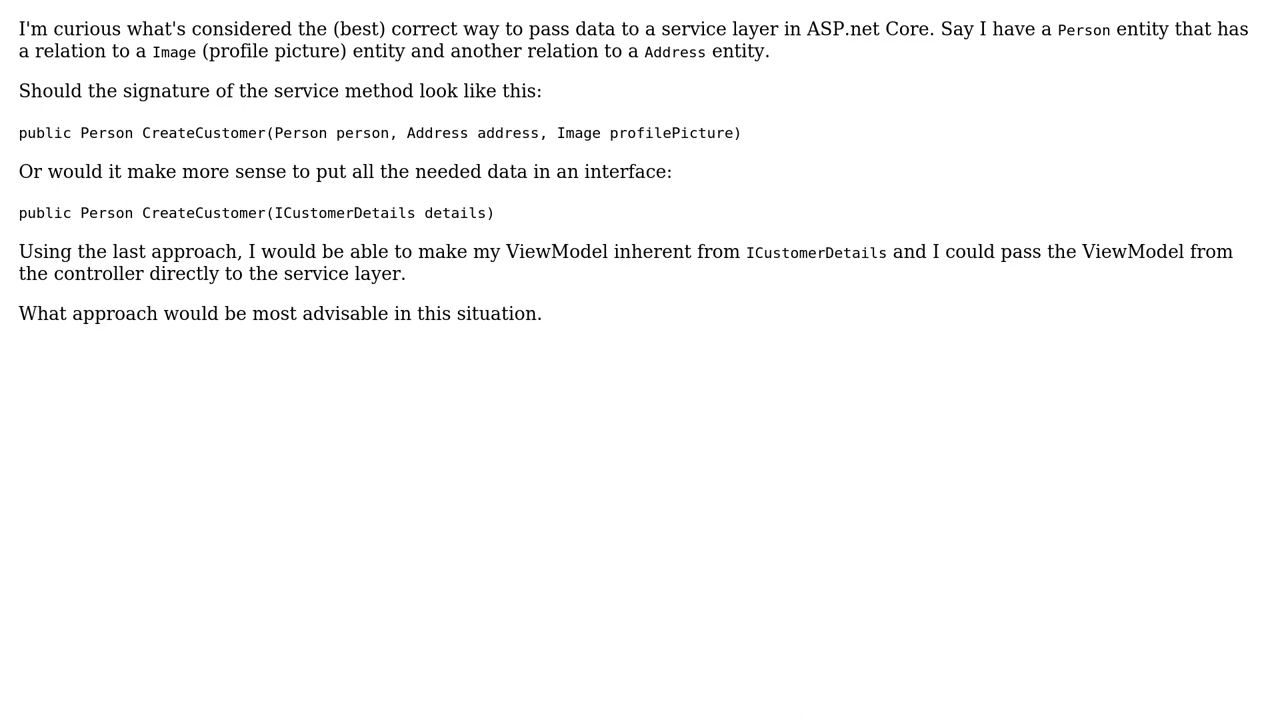 I'm curious what's considered the (best) correct way to pass data to a service layer in ASP.net Core. Say I have a Person entity that has
a relation to a Image (profile picture) entity and another relation to a Address entity.
Should the signature of the service method look like this:
public Person CreateCustomer(Person person, Address address, Image profilePicture)
Or would it make more sense to put all the needed data in an interface:
public Person CreateCustomer(ICustomerDetails details)
Using the last approach, I would be able to make my ViewModel inherent from ICustomerDetails and I could pass the ViewModel from
the controller directly to the service layer.
What approach would be most advisable in this situation.